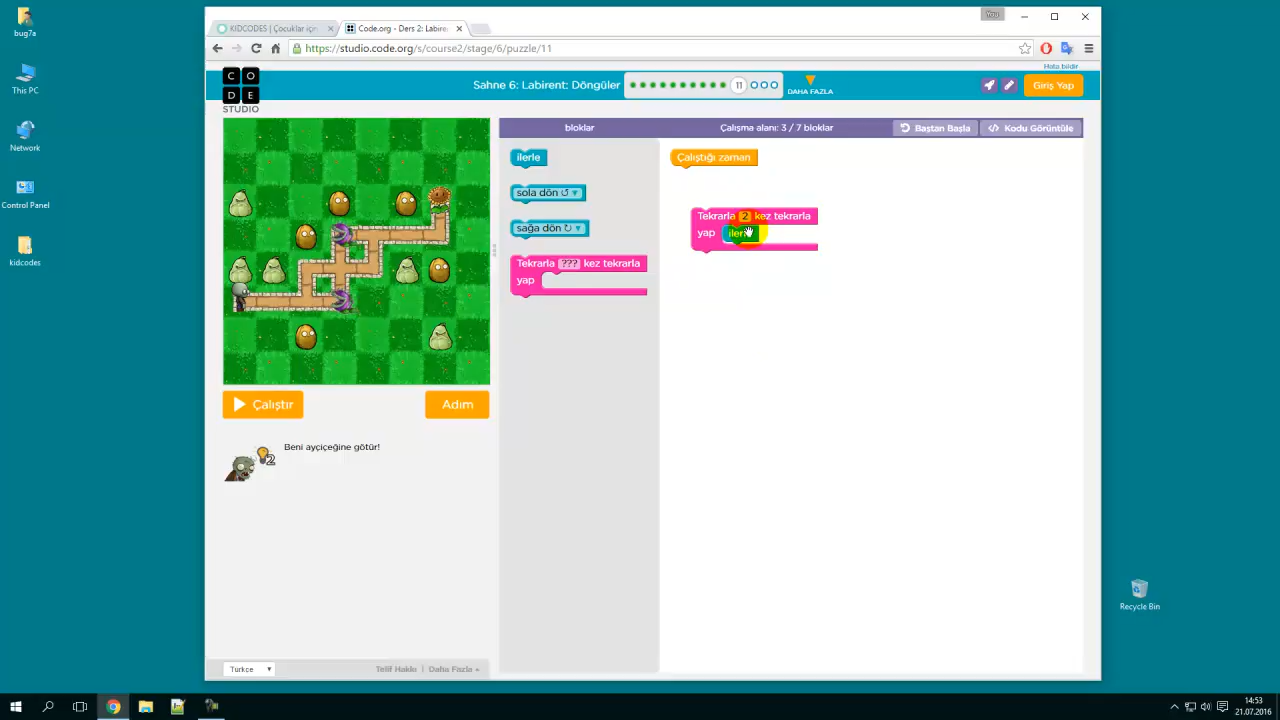 bug7a
This PC
Network
Control Panel
kidcodes
KIDCODES | Çocuklar için
Code.org - Ders 2: Labiren
https://studio.code.org/s/course2/stage/6/puzzle/11
Hata bildir
C O
D E
STUDIO
Sahne 6: Labirent: Döngüler
11
DAHA FAZLA
Giriş Yap
bloklar
Çalışma alanı: 3 / 7 bloklar
Baştan Başla
Kodu Görüntüle
ilerle
sola dön ↺
sağa dön ↻
Tekrarla ??? kez tekrarla
yap
Çalıştığı zaman
Tekrarla 2 kez tekrarla
yap
Çalıştır
Adım
2
Beni ayçiçeğine götür!
Türkçe
Telif Hakkı
Daha Fazla
Recycle Bin
14:53
21.07.2016